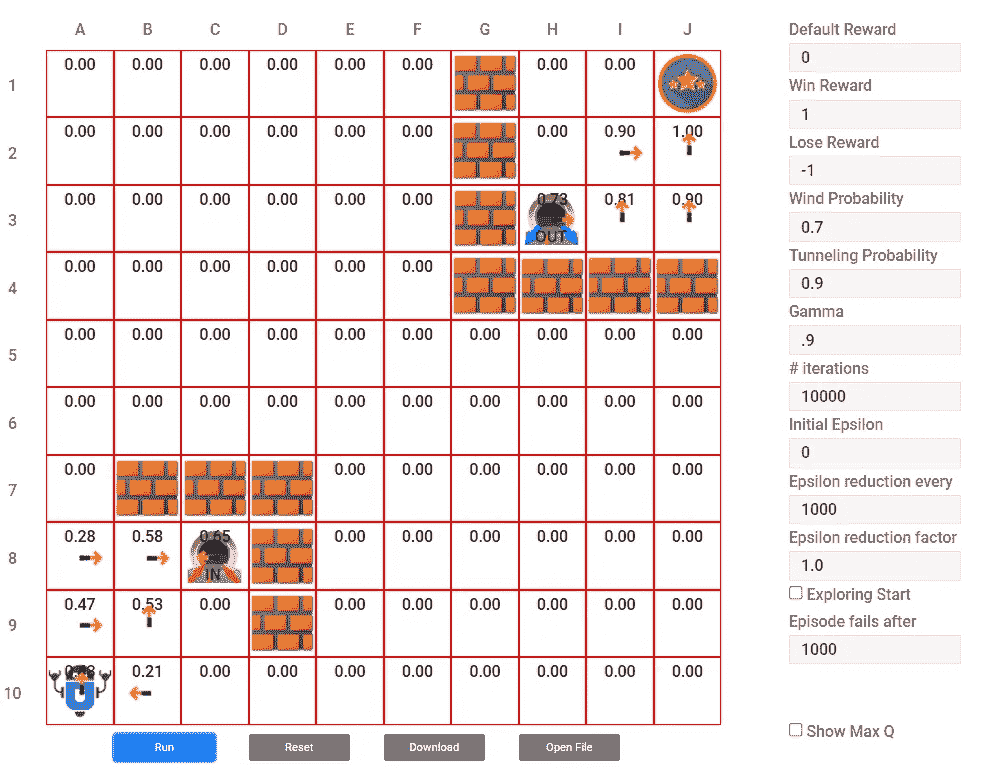 A B C D E F G H I J
Default Reward
0
1 0.00 0.00 0.00 0.00 0.00 0.00 0.00 0.00
Win Reward
1
2 0.00 0.00 0.00 0.00 0.00 0.00 0.00 0.90 1.00
Lose Reward
-1
3 0.00 0.00 0.00 0.00 0.00 0.00 0.73 0.81 0.90
OUT
Wind Probability
0.7
4 0.00 0.00 0.00 0.00 0.00 0.00
Tunneling Probability
0.9
5 0.00 0.00 0.00 0.00 0.00 0.00 0.00 0.00 0.00 0.00
Gamma
.9
6 0.00 0.00 0.00 0.00 0.00 0.00 0.00 0.00 0.00 0.00
# iterations
10000
Initial Epsilon
0
7 0.00 0.00 0.00 0.00 0.00 0.00 0.00
Epsilon reduction every
1000
8 0.28 0.58 0.65 0.00 0.00 0.00 0.00 0.00 0.00
IN
Epsilon reduction factor
1.0
Exploring Start
9 0.47 0.53 0.00 0.00 0.00 0.00 0.00 0.00 0.00
Episode fails after
1000
10 0.21 0.00 0.00 0.00 0.00 0.00 0.00 0.00 0.00
Show Max Q
Run Reset Download Open File